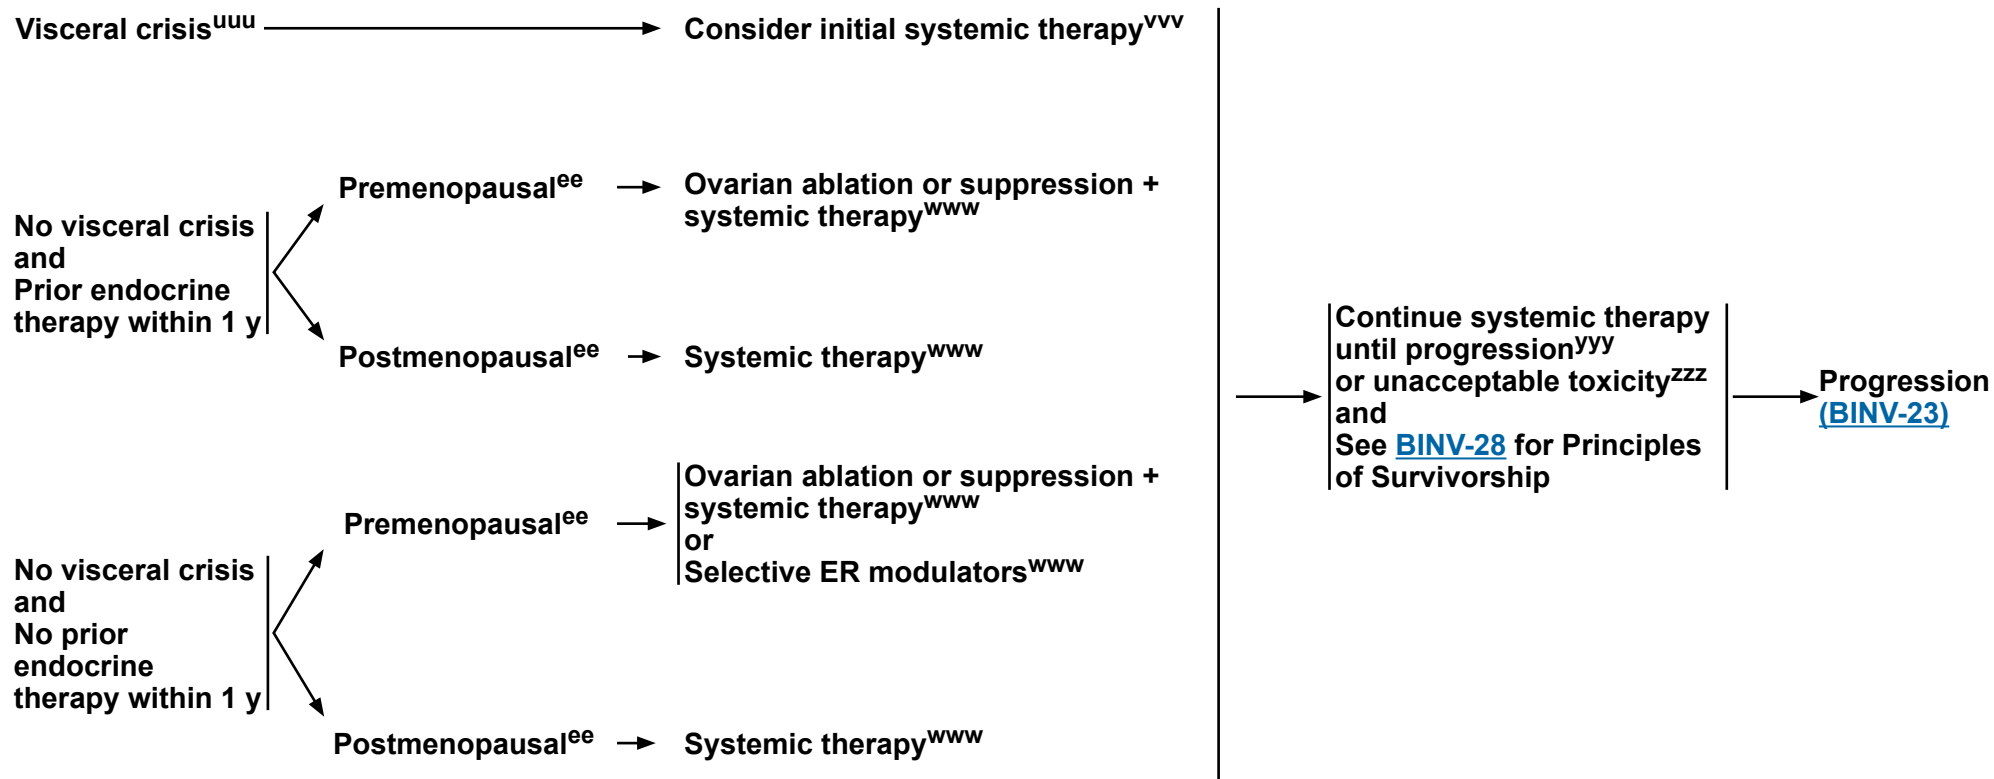 Visceral crisisuuu
Consider initial systemic therapyvvv
No visceral crisis
and
Prior endocrine
therapy within 1 y
Premenopausalee
Ovarian ablation or suppression +
systemic therapywww
Postmenopausalee
Systemic therapywww
No visceral crisis
and
No prior
endocrine
therapy within 1 y
Premenopausalee
Ovarian ablation or suppression +
systemic therapywww
or
Selective ER modulatorswww
Postmenopausalee
Systemic therapywww
Continue systemic therapy
until progressionyyy
or unacceptable toxicityzzz
and
See BINV-28 for Principles
of Survivorship
Progression
(BINV-23)